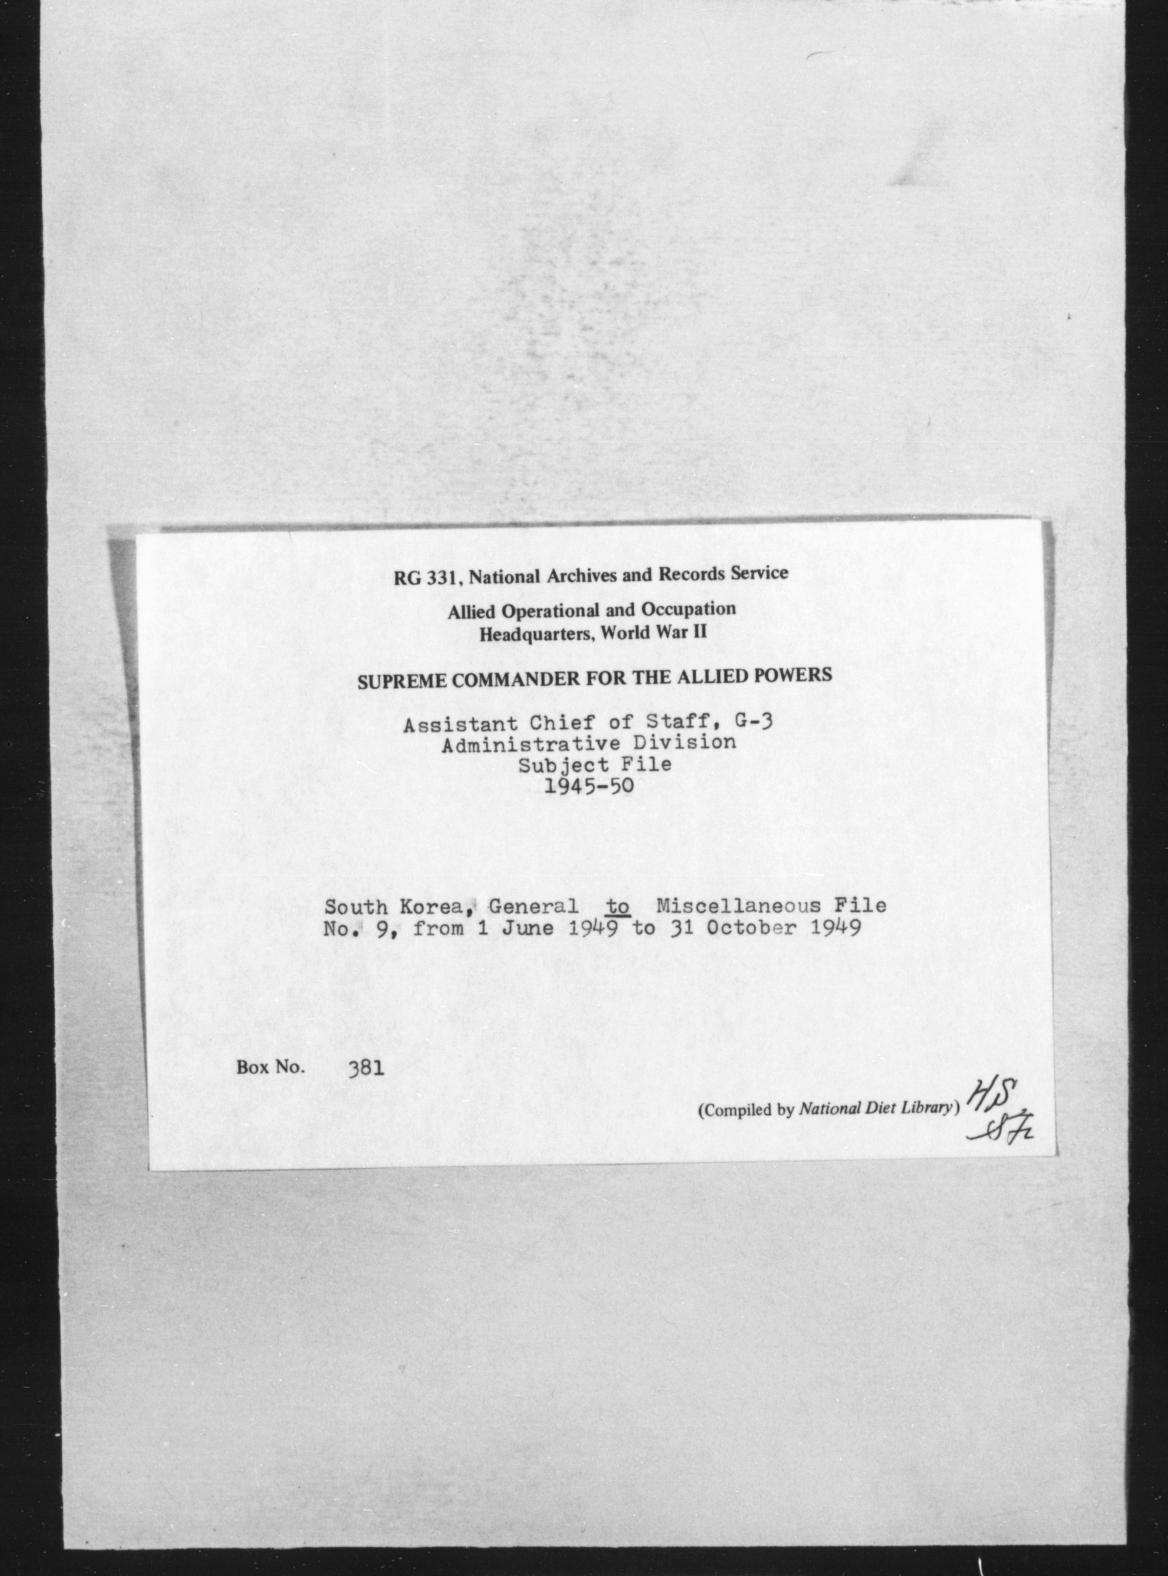 RG 331, National Archives and Records Service
Allied Operational and Occupation
Headquarters, World War II
SUPREME COMMANDER FOR THE ALLIED POWERS
Assistant Chief of Staff, G-3
Administrative Division
Subject File
1945-50
South Korea, General to Miscellaneous File
No. 9, from 1 June 1949 to 31 October 1949
Box No. 381
(Compiled by National Diet Library)
HS